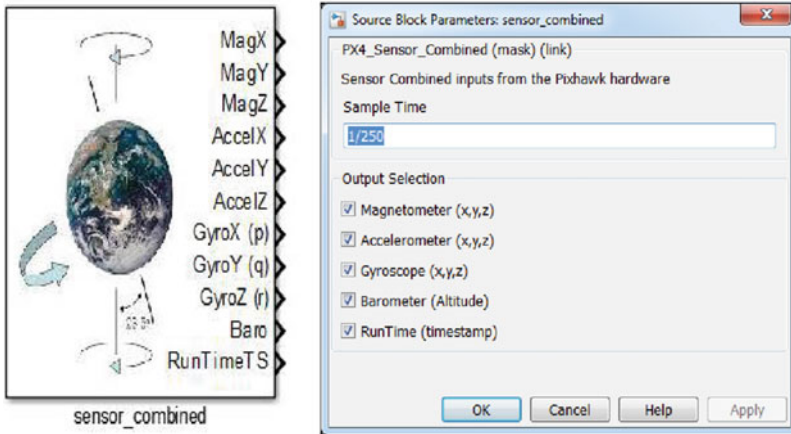 MagX
MagY
MagZ
AccelX
AccelY
AccelZ
GyroX (p)
GyroY (q)
GyroZ (r)
Baro
RunTimeTS
sensor_combined
Source Block Parameters: sensor_combined
PX4_Sensor_Combined (mask) (link)
Sensor Combined inputs from the Pixhawk hardware
Sample Time
1/250
Output Selection
Magnetometer (x,y,z)
Accelerometer (x,y,z)
Gyroscope (x,y,z)
Barometer (Altitude)
RunTime (timestamp)
OK
Cancel
Help
Apply